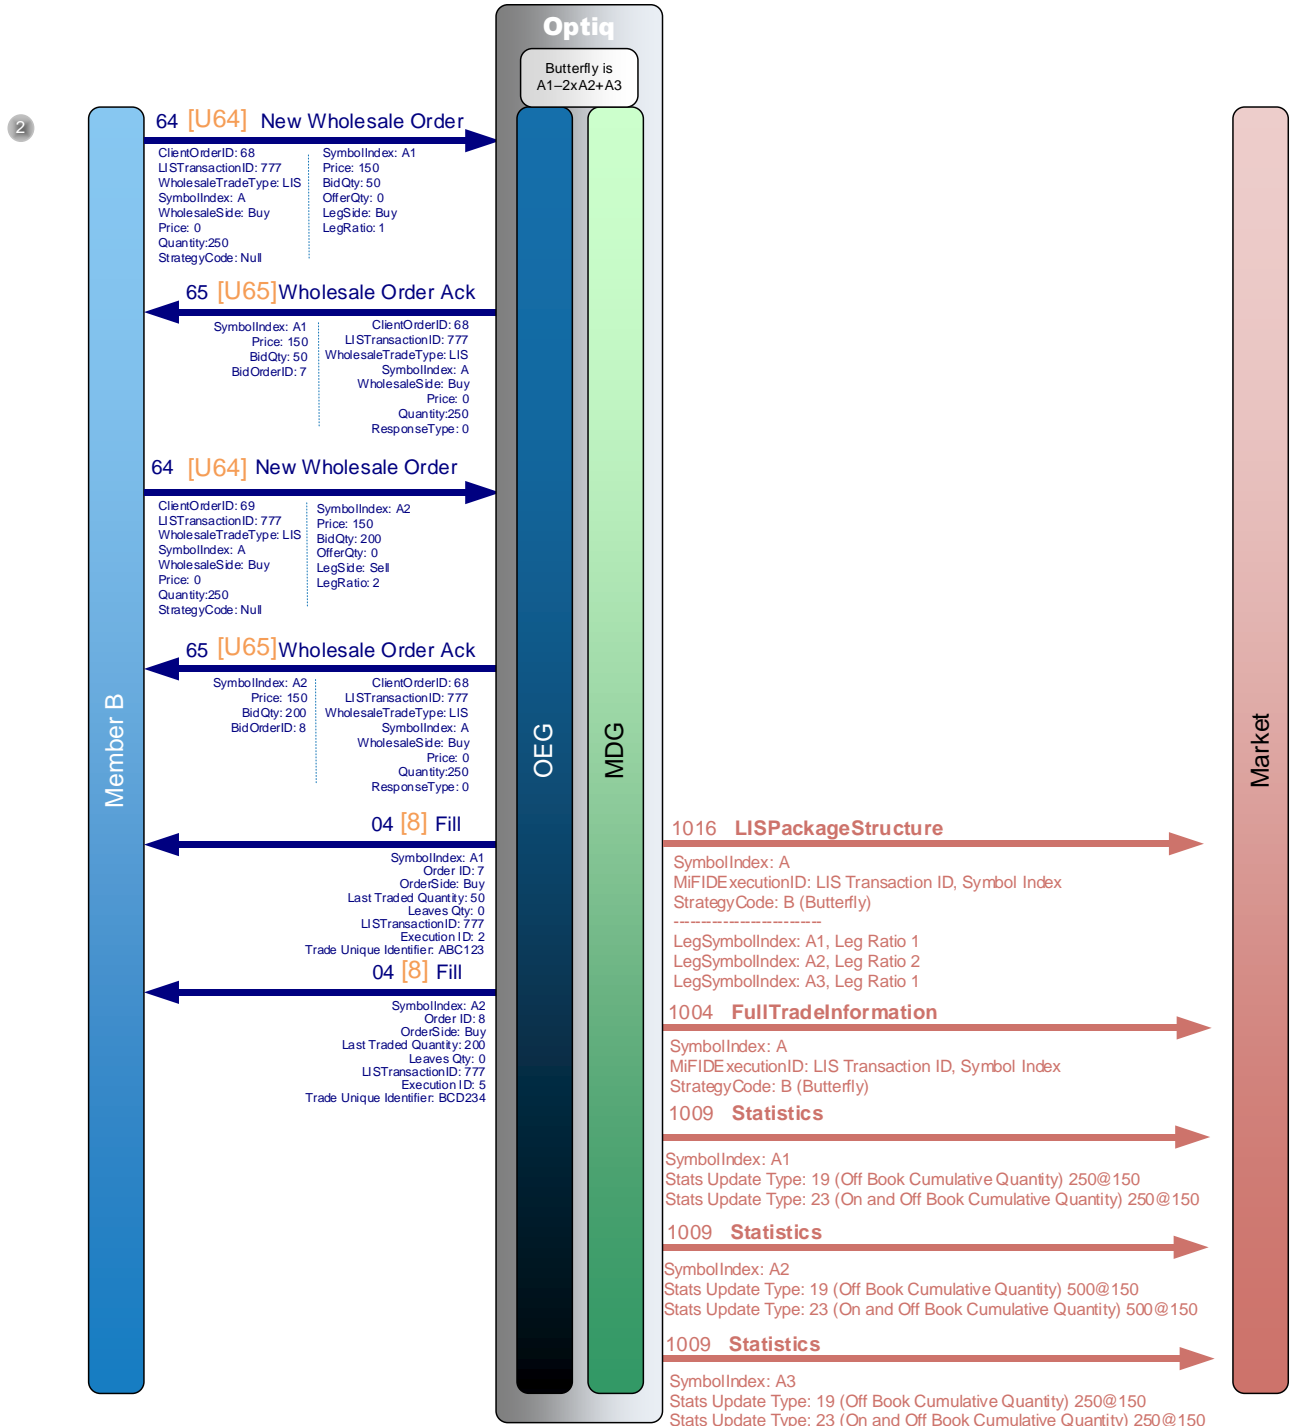 Optiq
Butterfly is
A1–2xA2+A3
2
64 [U64] New Wholesale Order
ClientOrderID: 68
LISTransactionID: 777
WholesaleTradeType: LIS
SymbolIndex: A
WholesaleSide: Buy
Price: 0
Quantity:250
StrategyCode: Null
SymbolIndex: A1
Price: 150
BidQty: 50
OfferQty: 0
LegSide: Buy
LegRatio: 1
65 [U65] Wholesale Order Ack
SymbolIndex: A1
Price: 150
BidQty: 50
BidOrderID: 7
ClientOrderID: 68
LISTransactionID: 777
WholesaleTradeType: LIS
SymbolIndex: A
WholesaleSide: Buy
Price: 0
Quantity:250
ResponseType: 0
64 [U64] New Wholesale Order
ClientOrderID: 69
LISTransactionID: 777
WholesaleTradeType: LIS
SymbolIndex: A
WholesaleSide: Buy
Price: 0
Quantity:250
StrategyCode: Null
SymbolIndex: A2
Price: 150
BidQty: 200
OfferQty: 0
LegSide: Sell
LegRatio: 2
65 [U65] Wholesale Order Ack
SymbolIndex: A2
Price: 150
BidQty: 200
BidOrderID: 8
ClientOrderID: 68
LISTransactionID: 777
WholesaleTradeType: LIS
SymbolIndex: A
WholesaleSide: Buy
Price: 0
Quantity:250
ResponseType: 0
Member B
OEG
MDG
Market
04 [8] Fill
SymbolIndex: A1
Order ID: 7
OrderSide: Buy
Last Traded Quantity: 50
Leaves Qty: 0
LISTransactionID: 777
Execution ID: 2
Trade Unique Identifier: ABC123
04 [8] Fill
SymbolIndex: A2
Order ID: 8
OrderSide: Buy
Last Traded Quantity: 200
Leaves Qty: 0
LISTransactionID: 777
Execution ID: 5
Trade Unique Identifier: BCD234
1016 LISPackageStructure
SymbolIndex: A
MiFIDExecutionID: LIS Transaction ID, Symbol Index
StrategyCode: B (Butterfly)
---------------------------
LegSymbolIndex: A1, Leg Ratio 1
LegSymbolIndex: A2, Leg Ratio 2
LegSymbolIndex: A3, Leg Ratio 1
1004 FullTradeInformation
SymbolIndex: A
MiFIDExecutionID: LIS Transaction ID, Symbol Index
StrategyCode: B (Butterfly)
1009 Statistics
SymbolIndex: A1
Stats Update Type: 19 (Off Book Cumulative Quantity) 250@150
Stats Update Type: 23 (On and Off Book Cumulative Quantity) 250@150
1009 Statistics
SymbolIndex: A2
Stats Update Type: 19 (Off Book Cumulative Quantity) 500@150
Stats Update Type: 23 (On and Off Book Cumulative Quantity) 500@150
1009 Statistics
SymbolIndex: A3
Stats Update Type: 19 (Off Book Cumulative Quantity) 250@150
Stats Update Type: 23 (On and Off Book Cumulative Quantity) 250@150